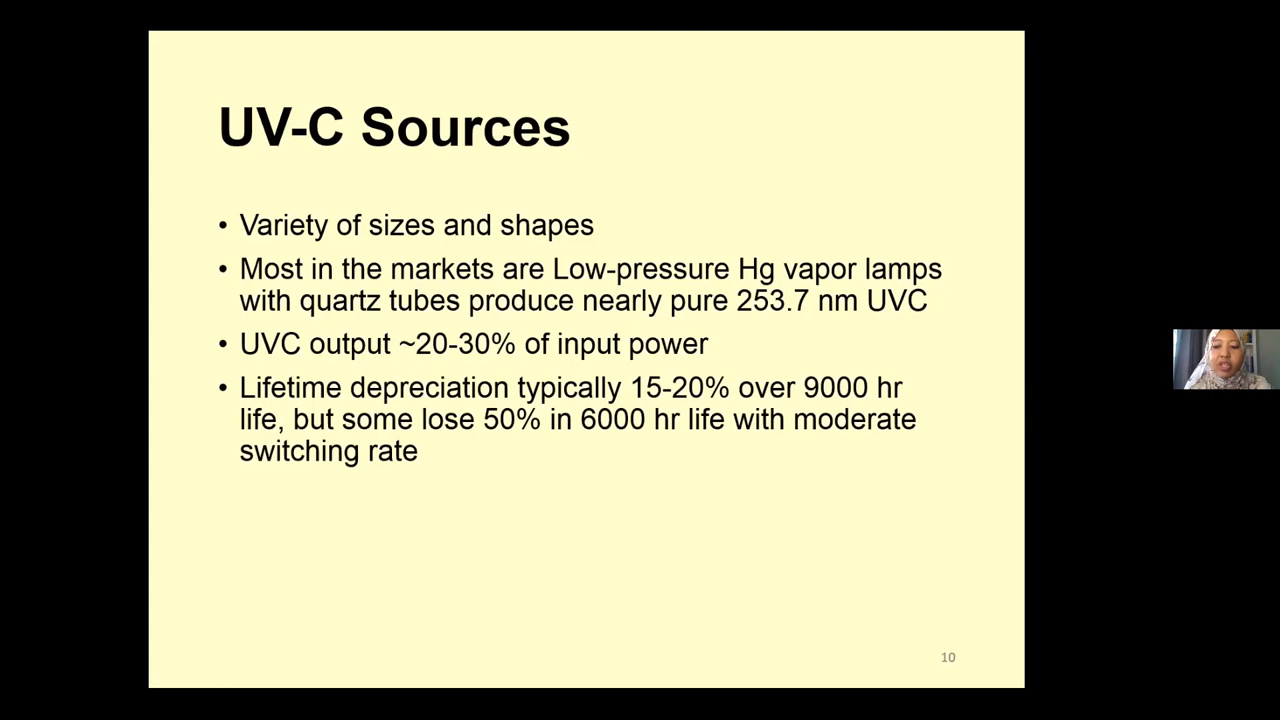 UV-C Sources
• Variety of sizes and shapes
• Most in the markets are Low-pressure Hg vapor lamps
with quartz tubes produce nearly pure 253.7 nm UVC
• UVC output ~20-30% of input power
• Lifetime depreciation typically 15-20% over 9000 hr
life, but some lose 50% in 6000 hr life with moderate
switching rate
10